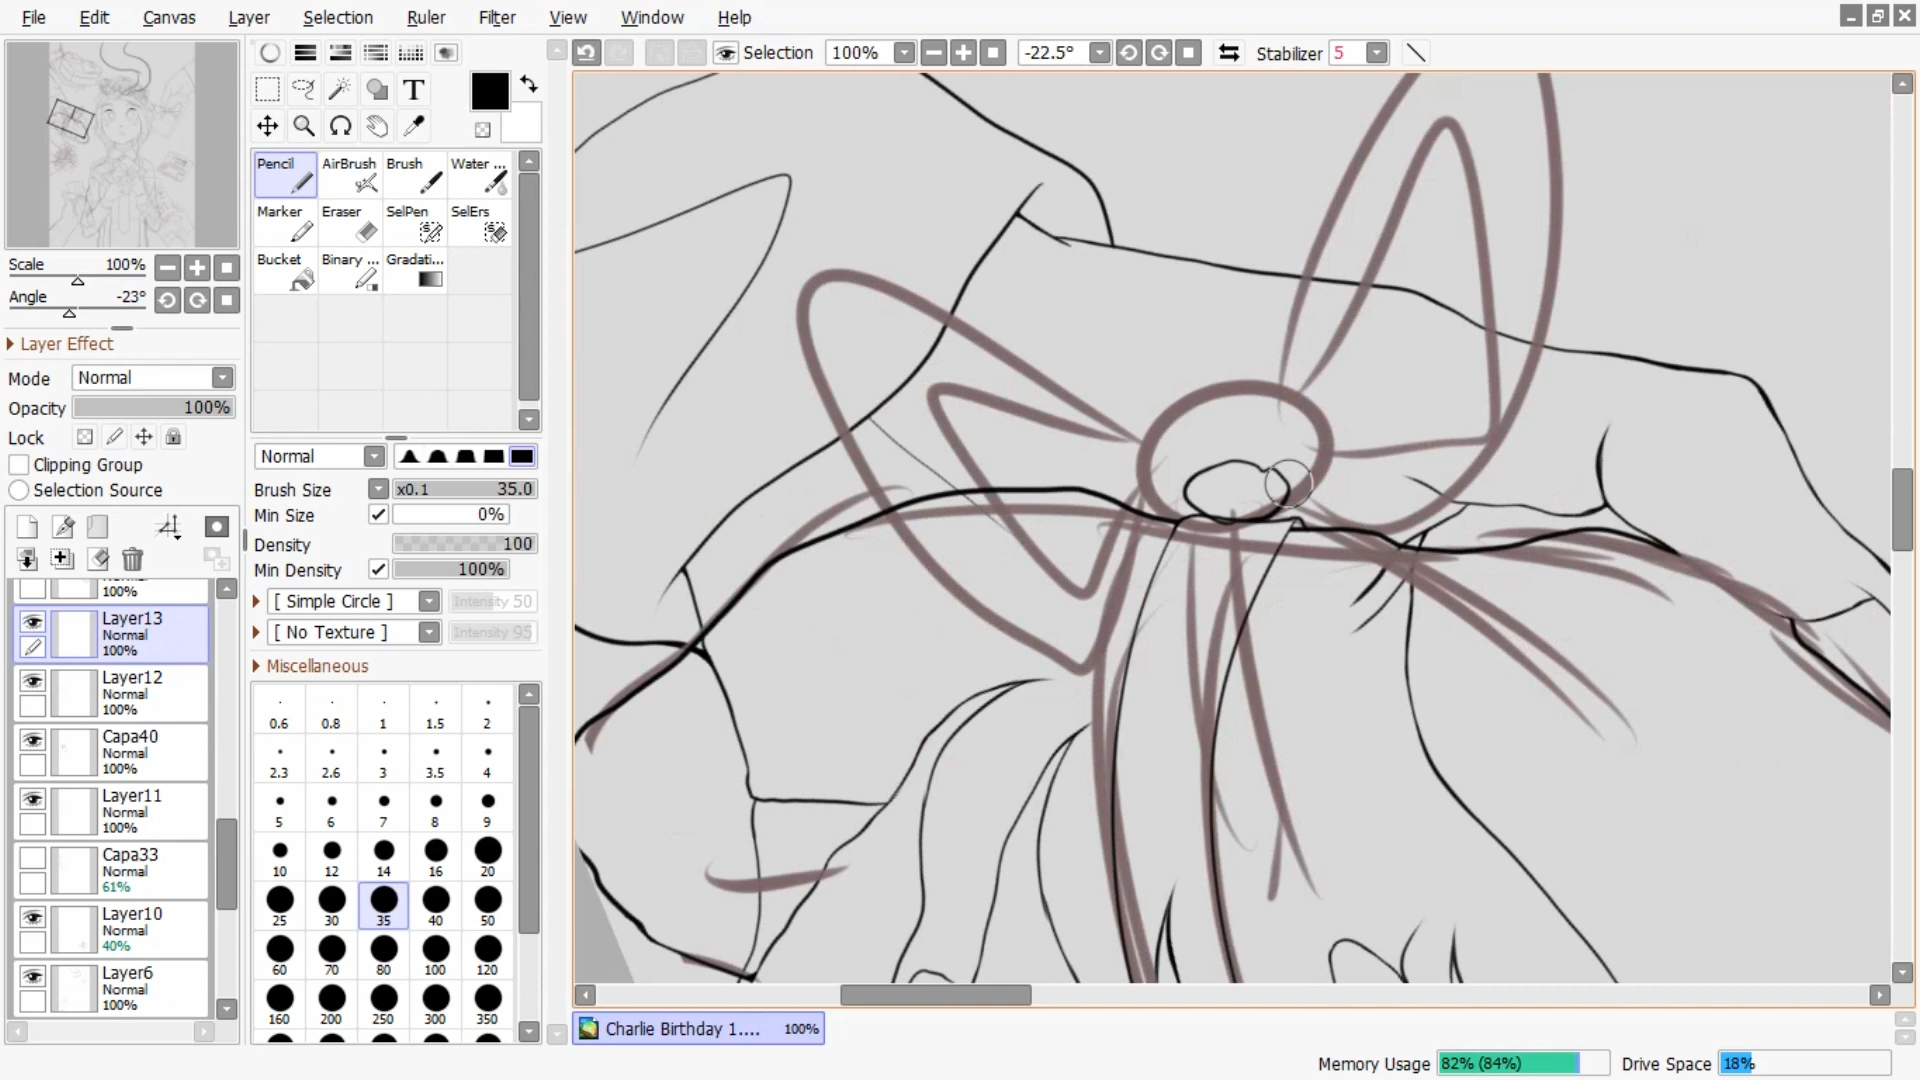 File Edit Canvas Layer Selection Ruler Filter View Window Help
Selection 100% -22.5° Stabilizer 5
Scale 100%
Angle -23°
Layer Effect
Mode Normal
Opacity 100%
Lock
Clipping Group
Selection Source
100%
Layer13
Normal
100%
Layer12
Normal
100%
Capa40
Normal
100%
Layer11
Normal
100%
Capa33
Normal
61%
Layer10
Normal
40%
Layer6
Normal
100%
T
Pencil AirBrush Brush Water ...
Marker Eraser SelPen SelErs
Bucket Binary ... Gradati...
Normal
Brush Size x0.1 35.0
Min Size 0%
Density 100
Min Density 100%
[ Simple Circle ] Intensity 50
[ No Texture ] Intensity 95
Miscellaneous
0.6 0.8 1 1.5 2
2.3 2.6 3 3.5 4
5 6 7 8 9
10 12 14 16 20
25 30 35 40 50
60 70 80 100 120
160 200 250 300 350
Charlie Birthday 1.... 100%
Memory Usage 82% (84%) Drive Space 18%